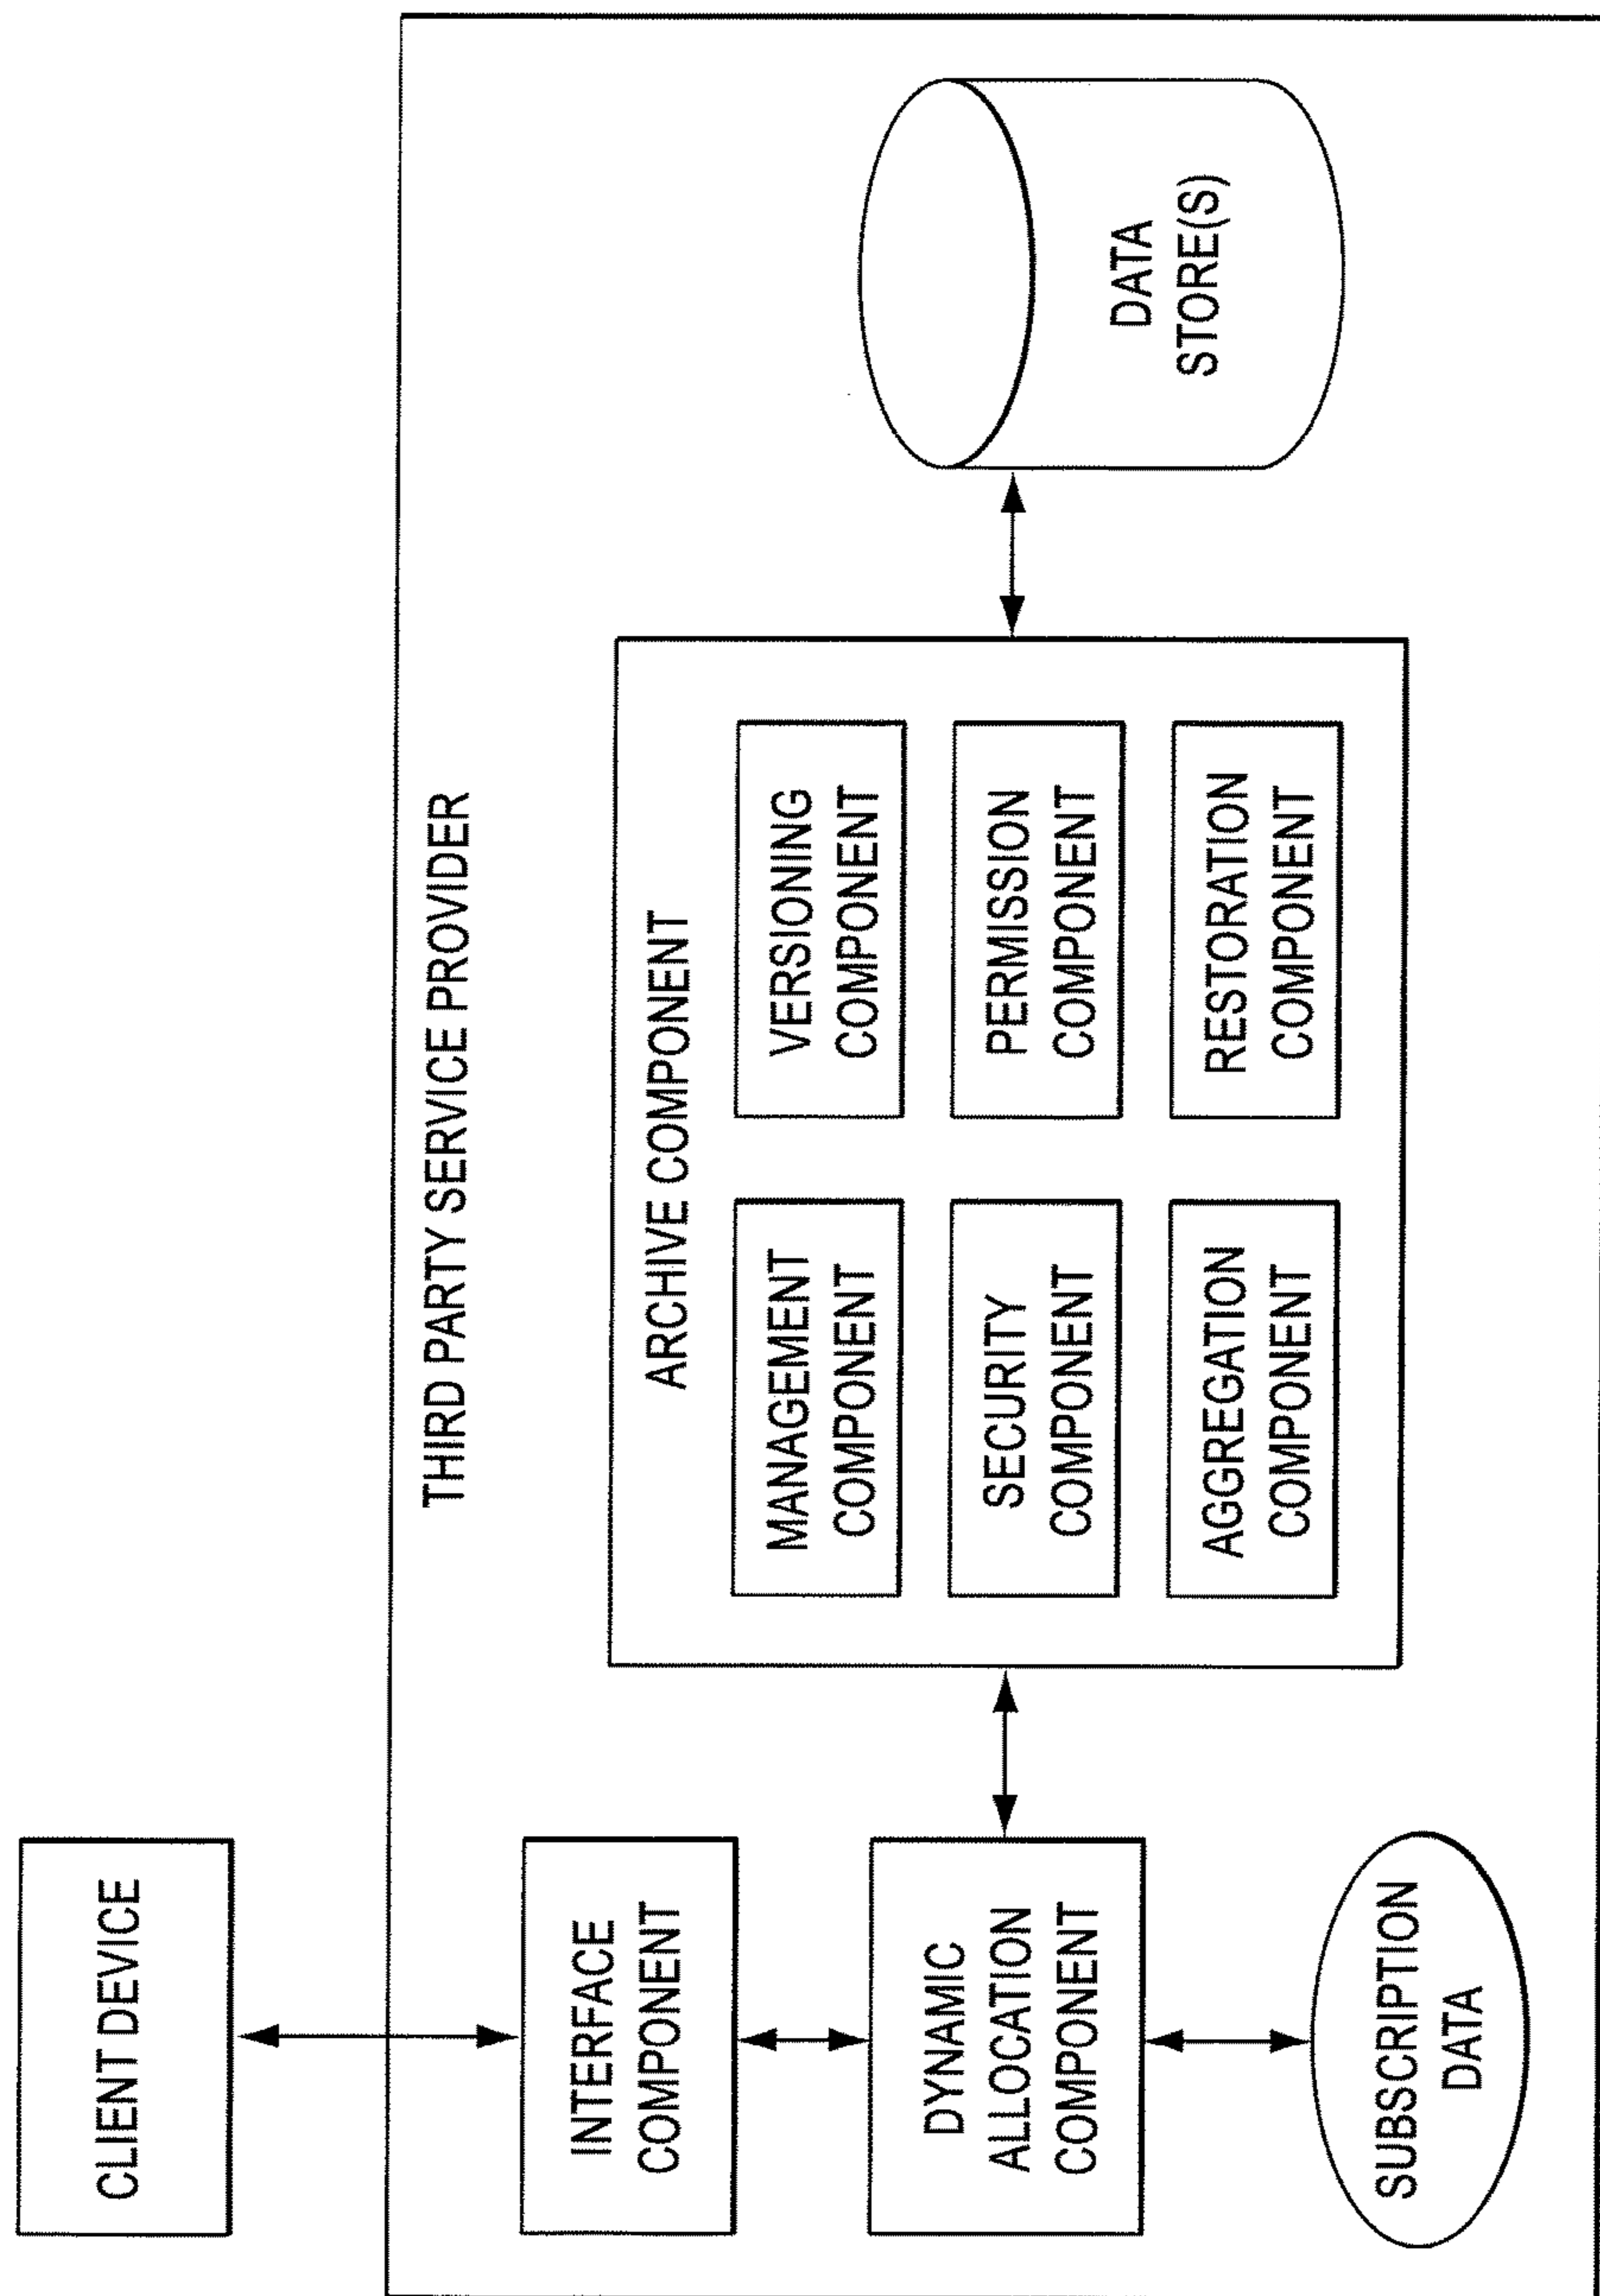 CLIENT DEVICE
THIRD PARTY SERVICE PROVIDER
INTERFACE
COMPONENT
DYNAMIC
ALLOCATION
COMPONENT
SUBSCRIPTION
DATA
ARCHIVE COMPONENT
MANAGEMENT
COMPONENT
VERSIONING
COMPONENT
SECURITY
COMPONENT
PERMISSION
COMPONENT
AGGREGATION
COMPONENT
RESTORATION
COMPONENT
DATA
STORE(S)